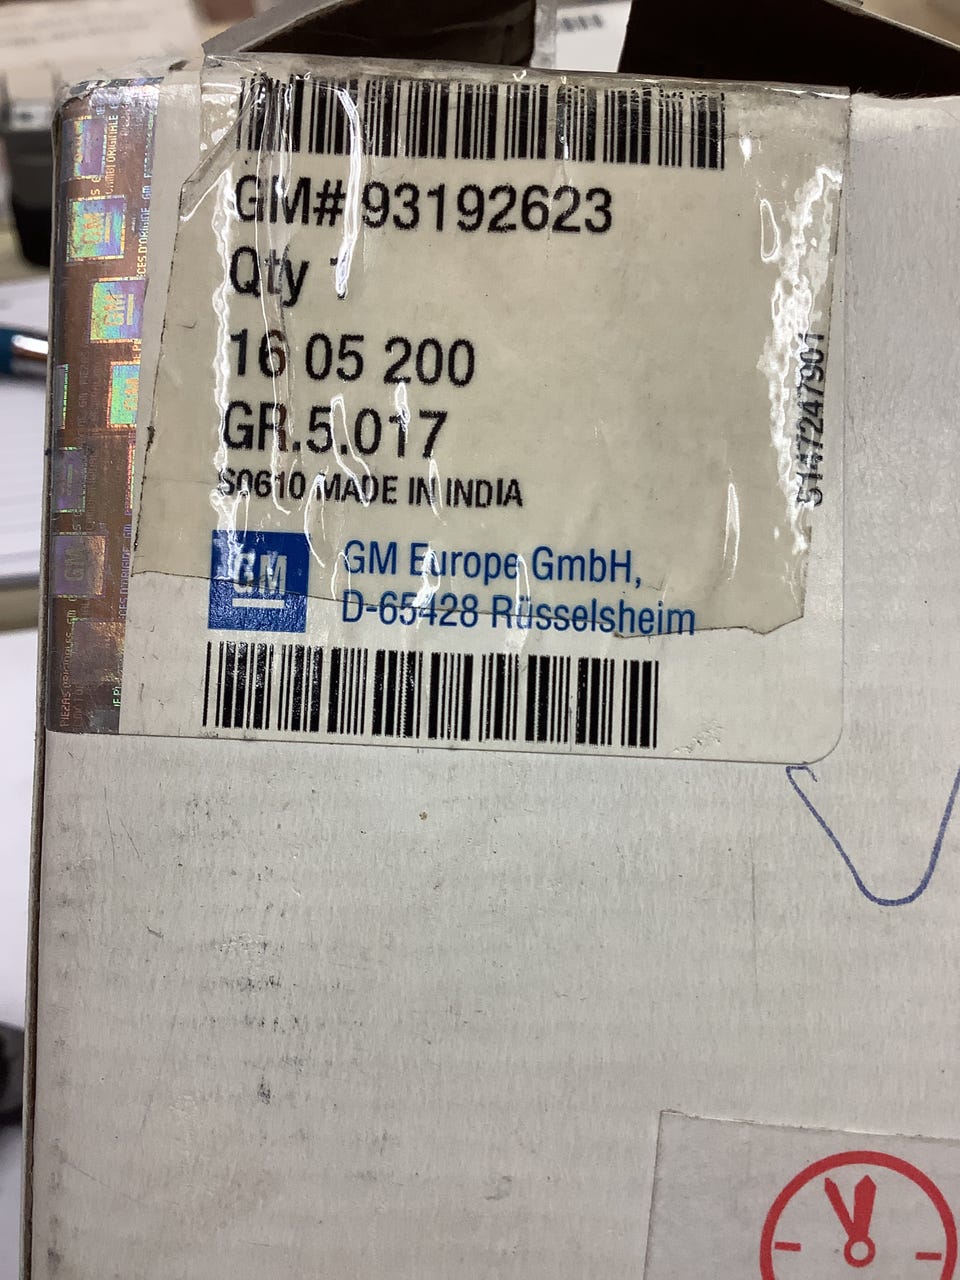 GM# 93192623
Qty 1
16 05 200
GR.5.017
S0610 MADE IN INDIA
GM
GM Europe GmbH,
D-65428 Rüsselsheim
5147247901